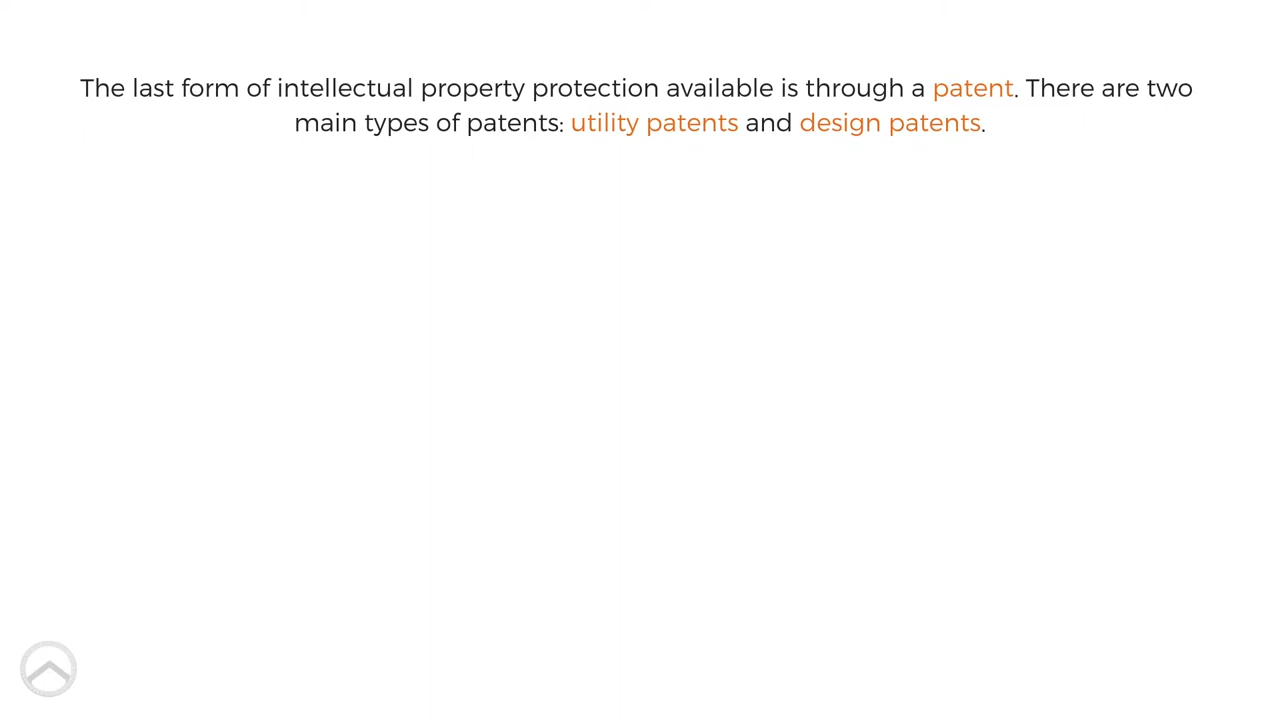 The last form of intellectual property protection available is through a patent. There are two
main types of patents: utility patents and design patents.